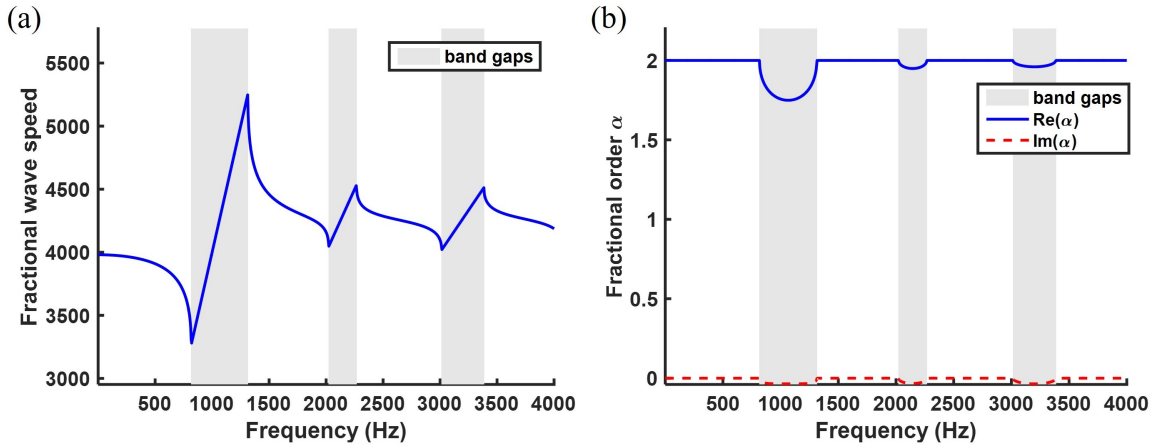 (a)
Fractional wave speed
5500
5000
4500
4000
3500
3000
band gaps
500 1000 1500 2000 2500 3000 3500 4000
Frequency (Hz)
(b)
Fractional order α
2
1.5
1
0.5
0
band gaps
Re(α)
Im(α)
500 1000 1500 2000 2500 3000 3500 4000
Frequency (Hz)